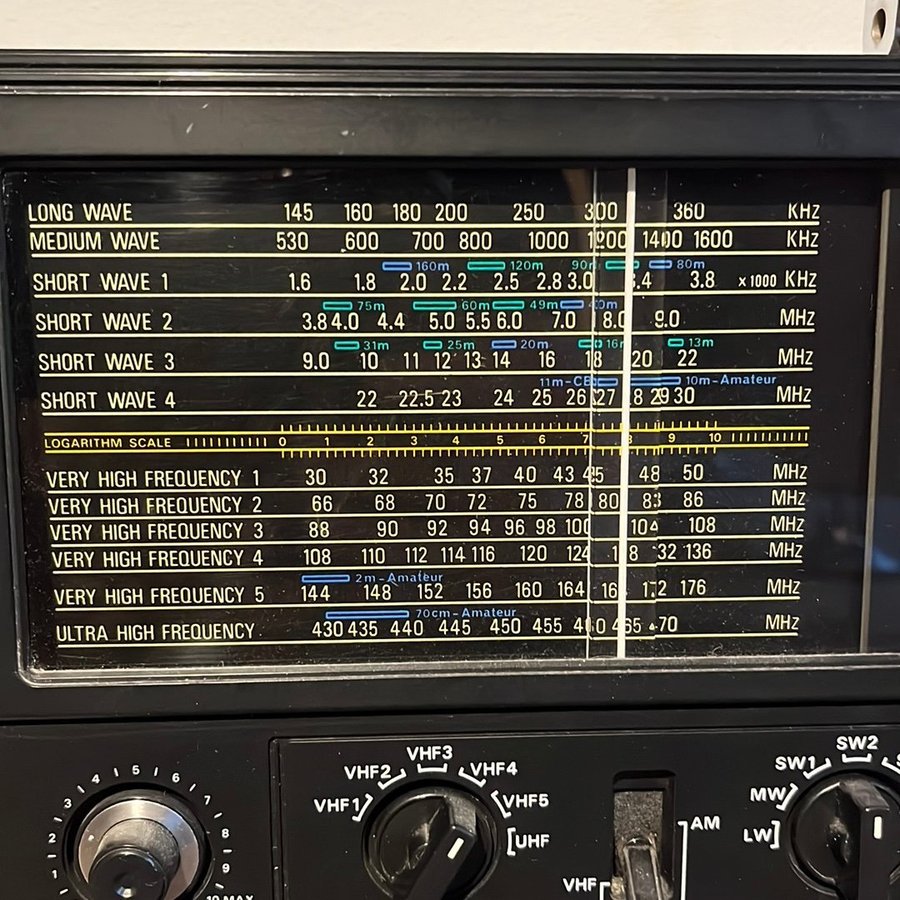 LONG WAVE 145 160 180 200 250 300 360 KHz
MEDIUM WAVE 530 600 700 800 1000 1200 1400 1600 KHz
160m 120m 90m 80m
SHORT WAVE 1 1.6 1.8 2.0 2.2 2.5 2.8 3.0 3.8 x1000 KHz
75m 60m 49m
SHORT WAVE 2 3.8 4.0 4.4 5.0 5.5 6.0 7.0 8.0 9.0 MHz
31m 25m 20m 16m 13m
SHORT WAVE 3 9.0 10 11 12 13 14 16 18 20 22 MHz
11m-CB 10m-Amateur
SHORT WAVE 4 22 22.5 23 24 25 26 27 29 30 MHz
LOGARITHM SCALE 0 1 2 3 4 5 6 7 8 9 10
VERY HIGH FREQUENCY 1 30 32 35 37 40 43 45 48 50 MHz
VERY HIGH FREQUENCY 2 66 68 70 72 75 78 80 83 86 MHz
VERY HIGH FREQUENCY 3 88 90 92 94 96 98 100 104 108 MHz
VERY HIGH FREQUENCY 4 108 110 112 114 116 120 124 136 MHz
2m-Amateur
VERY HIGH FREQUENCY 5 144 148 152 156 160 164 172 176 MHz
70cm-Amateur
ULTRA HIGH FREQUENCY 430 435 440 445 450 455 460 465 MHz
1 2 3 4 5 6 7 8 9 10 MAX
VHF1 VHF2 VHF3 VHF4 VHF5 UHF
AM
VHF
LW MW SW1 SW2